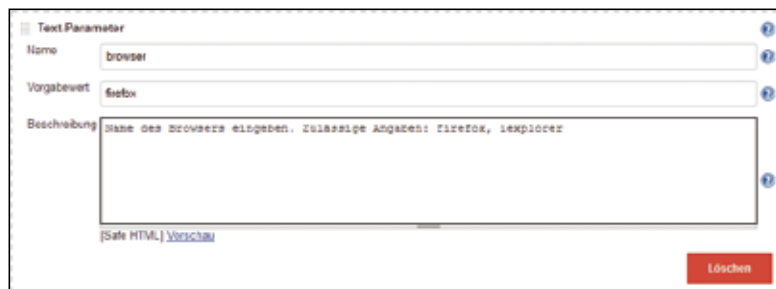 Text Parameter
Name
browser
Vorgabewert
firefox
Beschreibung
Name des Browsers eingeben. Zulässige Angaben: firefox, iexplorer
[Safe HTML] Vorschau
Löschen